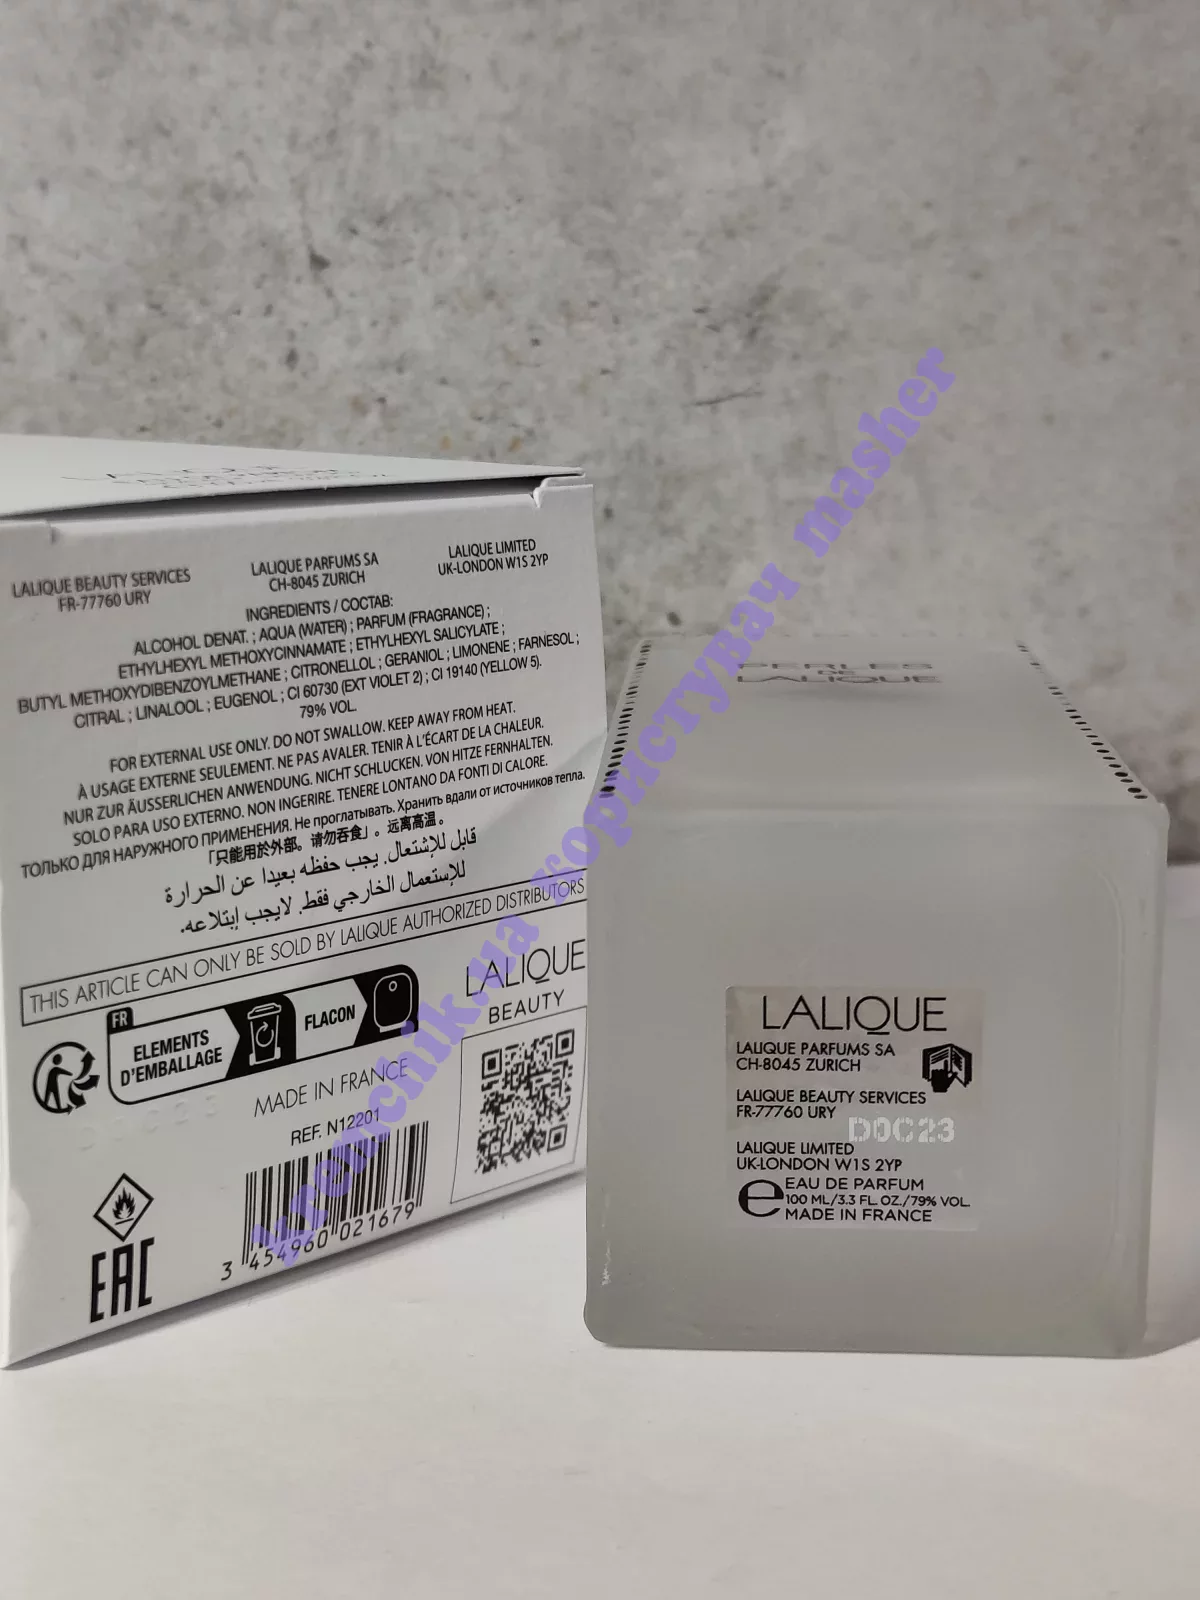 LALIQUE BEAUTY SERVICES
FR-77760 URY
LALIQUE PARFUMS SA
CH-8045 ZURICH
LALIQUE LIMITED
UK-LONDON W1S 2YP
INGREDIENTS / COCTAB:
ALCOHOL DENAT. ; AQUA (WATER) ; PARFUM (FRAGRANCE) ;
ETHYLHEXYL METHOXYCINNAMATE ; ETHYLHEXYL SALICYLATE ;
BUTYL METHOXYDIBENZOYLMETHANE ; CITRONELLOL ; GERANIOL ; LIMONENE ; FARNESOL ;
CITRAL ; LINALOOL ; EUGENOL ; CI 60730 (EXT VIOLET 2) ; CI 19140 (YELLOW 5).
79% VOL.
FOR EXTERNAL USE ONLY. DO NOT SWALLOW. KEEP AWAY FROM HEAT.
À USAGE EXTERNE SEULEMENT. NE PAS AVALER. TENIR À L'ÉCART DE LA CHALEUR.
NUR ZUR ÄUSSERLICHEN ANWENDUNG. NICHT SCHLUCKEN. VON HITZE FERNHALTEN.
SOLO PARA USO EXTERNO. NON INGERIRE. TENERE LONTANO DA FONTI DI CALORE.
ТОЛЬКО ДЛЯ НАРУЖНОГО ПРИМЕНЕНИЯ. Не проглатывать. Хранить вдали от источников тепла.
「只能用於外部。请勿吞食」。远离高温。
قابل للإشتعال. يجب حفظه بعيدا عن الحرارة
للإستعمال الخارجي فقط. لايجب إبتلاعه.
THIS ARTICLE CAN ONLY BE SOLD BY LALIQUE AUTHORIZED DISTRIBUTORS
FR
ELEMENTS
D'EMBALLAGE
FLACON
LALIQUE
BEAUTY
MADE IN FRANCE
REF. N12201
3 454960 021679
EAC
PERLES
DE
LALIQUE
LALIQUE
LALIQUE PARFUMS SA
CH-8045 ZURICH
LALIQUE BEAUTY SERVICES
FR-77760 URY
D0C23
LALIQUE LIMITED
UK-LONDON W1S 2YP
e EAU DE PARFUM
100 ML/3.3 FL. OZ./79% VOL.
MADE IN FRANCE
kremchik.ua користувач masher